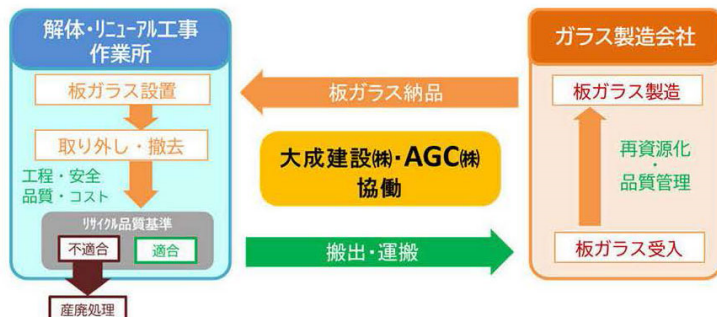 解体・リニューアル工事
作業所
板ガラス設置
取り外し・撤去
工程・安全
品質・コスト
リサイクル品質基準
不適合
適合
産廃処理
板ガラス納品
大成建設㈱・AGC㈱
協働
搬出・運搬
ガラス製造会社
板ガラス製造
再資源化
・
品質管理
板ガラス受入